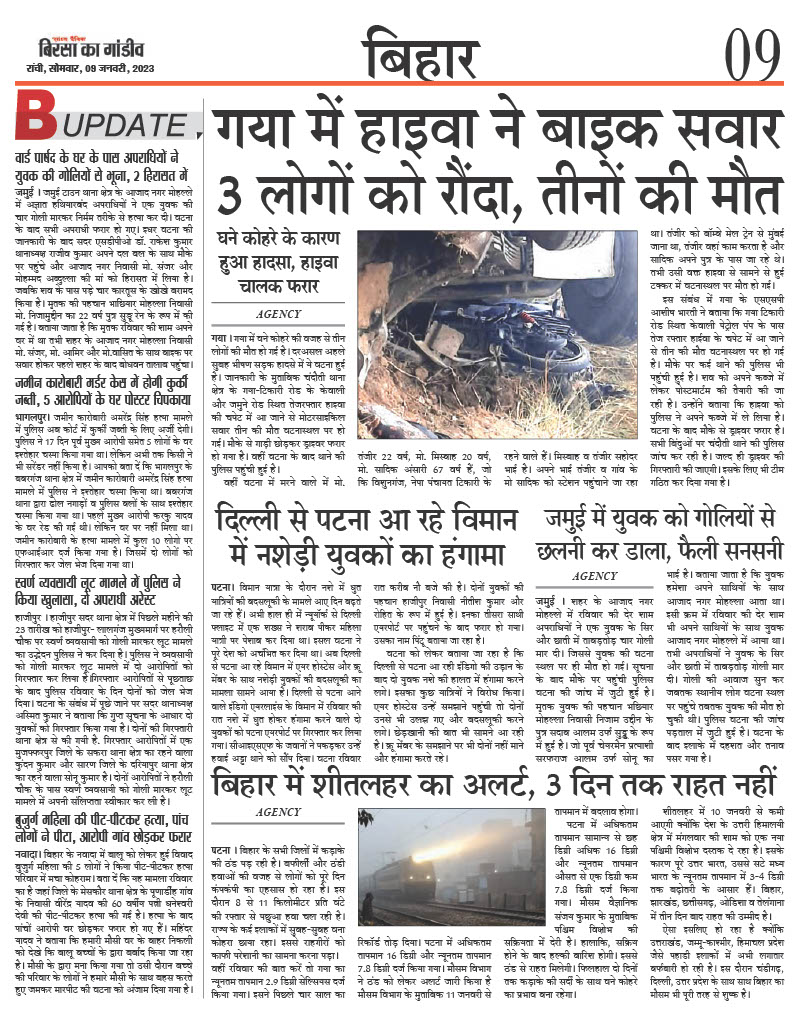 बिरसा का गांडीव
रांची, सोमवार, 09 जनवरी, 2023
बिहार
09
B UPDATE
वार्ड पार्षद के घर के पास अपराधियों ने
युवक की गोलियों से भूना, 2 हिरासत में
जमुई । जमुई टाउन थाना क्षेत्र के आजाद नगर मोहल्ले
में अज्ञात हथियारबंद अपराधियों ने एक युवक की
चार गोली मारकर निर्मम तरीके से हत्या कर दी। घटना
के बाद सभी अपराधी फरार हो गए। इधर घटना की
जानकारी के बाद सदर एसडीपीओ डॉ. राकेश कुमार
थानाध्यक्ष राजीव कुमार अपने दल बल के साथ मौके
पर पहुंचे और आजाद नगर निवासी मो. संजर और
मोहम्मद अब्दुल्ला की मां को हिरासत में लिया है।
जबकि शव के पास पड़े चार कारतूस के खोखे बरामद
किया है। मृतक की पहचान भाछियार मोहल्ला निवासी
मो. निजामुद्दीन का 22 वर्ष पुत्र सुड्डू रेन के रूप में की
गई है। बताया जाता है कि मृतक रविवार की शाम अपने
घर में था तभी शहर के आजाद नगर मोहल्ला निवासी
मो. संजर, मो. आमिर और मो.वासित के साथ बाइक पर
सवार होकर पहले शहर के बाद बोधवन तालाब पहुंचा।
जमीन कारोबारी मर्डर केस में होगी कुर्की
जब्ती, 5 आरोपियों के घर पोस्टर चिपकाया
भागलपुर। जमीन कारोबारी अमरेंद्र सिंह हत्या मामले
में पुलिस अब कोर्ट में कुर्की जब्ती के लिए अर्जी देगी।
पुलिस ने 17 दिन पूर्व मुख्य आरोपी समेत 5 लोगों के घर
इश्तेहार चस्पा किया गया था। लेकिन अभी तक किसी ने
भी सरेंडर नहीं किया है। आपको बता दें कि भागलपुर के
बबरगंज थाना क्षेत्र में जमीन कारोबारी अमरेंद्र सिंह हत्या
मामले में पुलिस ने इश्तेहार चस्पा किया था। बबरगंज
थाना द्वारा ढोल नगाड़ों व पुलिस बलों के साथ इश्तेहार
चस्पा किया गया था। पहले मुख्य आरोपी करकु यादव
के घर रेड की गई थी। लेकिन घर पर नहीं मिला था।
जमीन कारोबारी के हत्या मामले में कुल 10 लोगो पर
एफआईआर दर्ज किया गया है। जिसमें दो लोगों को
गिरफ्तार कर जेल भेज दिया गया था।
स्वर्ण व्यवसायी लूट मामले में पुलिस ने
किया खुलासा, दो अपराधी अरेस्ट
हाजीपुर । हाजीपुर सदर थाना क्षेत्र में पिछले महीने की
23 तारीख को हाजीपुर- लालगंज मुख्यमार्ग पर हरौली
चौक पर स्वर्ण व्यवसायी को गोली मारकर लूट मामले
का उद्भेदन पुलिस ने कर दिया है। पुलिस ने व्यवसायी
को गोली मारकर लूट मामले में दो आरोपितों को
गिरफ्तार कर लिया है।गिरफ्तार आरोपितों से पूछताछ
के बाद पुलिस रविवार के दिन दोनों को जेल भेज
दिया। घटना के संबंध में पूछे जाने पर सदर थानाध्यक्ष
अस्मित कुमार ने बताया कि गुप्त सूचना के आधार दो
युवकों को गिरफ्तार किया गया है। दोनों की गिरफ्तारी
थाना क्षेत्र से की गयी है. गिरफ्तार आरोपितों में एक
मुजफ्फरपुर जिले के सकरा थाना क्षेत्र का रहने वाला
कुंदन कुमार और सारण जिले के दरियापुर थाना क्षेत्र
का रहने वाला सोनू कुमार है। दोनों आरोपितों ने हरौली
चौक के पास स्वर्ण व्यवसायी को गोली मारकर लूट
मामले में अपनी संलिप्तता स्वीकार कर ली है।
बुजुर्ग महिला की पीट-पीटकर हत्या, पांच
लोगों ने पीटा, आरोपी गांव छोड़कर फरार
नवादा। बिहार के नवादा में बालू को लेकर हुई विवाद
बुजुर्ग महिला की 5 लोगों ने किया पीट-पीटकर हत्या
परिवार में मचा कोहराम। बता दें कि यह मामला रविवार
का है जहां जिले के मेसकौर थाना क्षेत्र के पृणाडीह गांव
के निवासी वीरेंद्र यादव की 60 वर्षीय पत्नी धनेश्वरी
देवी की पीट-पीटकर हत्या की गई है। हत्या के बाद
पांचों आरोपी घर छोड़कर फरार हो गए हैं। महिंदर
यादव ने बताया कि हमारी मौसी घर के बाहर निकली
को देखे कि बालू बच्चों के द्वारा बर्बाद किया जा रहा
है। मौसी के द्वारा मना किया गया तो उसी दौरान बच्चे
की परिवार के लोगों ने हमारे मौसी के साथ बहस करते
हुए जमकर मारपीट की घटना को अंजाम दिया गया है।
गया में हाइवा ने बाइक सवार
3 लोगों को रौंदा, तीनों की मौत
घने कोहरे के कारण
हुआ हादसा, हाइवा
चालक फरार
AGENCY
गया । गया में घने कोहरे की वजह से तीन
लोगों की मौत हो गई है। दरअसल अहले
सुबह भीषण सड़क हादसे में ये घटना हुई
है। जानकारी के मुताबिक चंदौती थाना
क्षेत्र के गया-टिकारी रोड के केवाली
और जमुने रोड स्थित तेजरफ्तार हाइवा
की चपेट में आ जाने से मोटरसाइकिल
सवार तीन की मौत घटनास्थल पर हो
गई। मौके से गाड़ी छोड़कर ड्राइवर फरार
हो गया है। वहीं घटना के बाद थाने की
पुलिस पहुंची हुई है।
वहीं घटना में मरने वाले में मो.
तंजीर 22 वर्ष, मो. मिस्बाह 20 वर्ष,
मो. सादिक अंसारी 67 वर्ष हैं, जो
कि विशुनगंज, नेपा पंचायत टिकारी के
रहने वाले हैं। मिस्बाह व तंजीर सहोदर
भाई है। अपने भाई तंजीर व गांव के
मो सादिक को स्टेशन पहुंचाने जा रहा
था। तंजीर को बॉम्बे मेल ट्रेन से मुंबई
जाना था, तंजीर वहां काम करता है और
सादिक अपने पुत्र के पास जा रहे थे।
तभी उसी वक्त हाइवा से सामने से हुई
टक्कर में घटनास्थल पर मौत हो गई।
इस संबंध में गया के एसएसपी
आशीष भारती ने बताया कि गया टिकारी
रोड स्थित केवाली पेट्रोल पंप के पास
तेज रफ्तार हाईवा के चपेट में आ जाने
से तीन की मौत घटनास्थल पर हो गई
है। मौके पर कई थाने की पुलिस भी
पहुंची हुई है। शव को अपने कब्जे में
लेकर पोस्टमार्टम की तैयारी की जा
रही है। उन्होंने बताया कि हाइवा को
पुलिस ने अपने कब्जे में ले लिया है।
घटना के बाद मौके से ड्राइवर फरार है।
सभी बिंदुओं पर चंदौती थाने की पुलिस
जांच कर रही है। जल्द ही ड्राइवर की
गिरफ्तारी की जाएगी। इसके लिए भी टीम
गठित कर दिया गया है।
दिल्ली से पटना आ रहे विमान
में नशेड़ी युवकों का हंगामा
पटना। विमान यात्रा के दौरान नशे में धुत
यात्रियों की बदसलूकी के मामले आए दिन बढ़ते
जा रहे हैं। अभी हाल ही में न्यूयॉर्क से दिल्ली
फ्लाइट में एक शख्स ने शराब पीकर महिला
यात्री पर पेशाब कर दिया था। इसल घटना ने
पूरे देश को अचंभित कर दिया था। अब दिल्ली
से पटना आ रहे विमान में एयर होस्टेस और क्रू
मेंबर के साथ नशेड़ी युवकों की बदसलूकी का
मामला सामने आया है। दिल्ली से पटना आने
वाले इंडिगो एयरलाईंस के विमान में रविवार की
रात नशे में धुत होकर हंगामा करने वाले दो
युवकों को पटना एयरपोर्ट पर गिरफ्तार कर लिया
गया। सीआइएसएफ के जवानों ने पकड़कर उन्हें
हवाई अड्डा थाने को सौंप दिया। घटना रविवार
रात करीब नौ बजे की है। दोनों युवकों की
पहचान हाजीपुर निवासी नीतीश कुमार और
रोहित के रूप में हुई है। इनका तीसरा साथी
एयरपोर्ट पर पहुंचने के बाद फरार हो गया।
उसका नाम पिंटू बताया जा रहा है।
घटना को लेकर बताया जा रहा है कि
दिल्ली से पटना आ रही इंडिगो की उड़ान के
बाद दो युवक नशे की हालत में हंगामा करने
लगे। इसका कुछ यात्रियों ने विरोध किया।
एयर होस्टेस उन्हें समझाने पहुंची तो दोनों
उनसे भी उलझ गए और बदसलूकी करने
लगे। छेड़खानी की बात भी सामने आ रही
है। क्रू मेंबर के समझाने पर भी दोनों नहीं माने
और हंगामा करते रहे।
जमुई में युवक को गोलियों से
छलनी कर डाला, फैली सनसनी
AGENCY
जमुई । शहर के आजाद नगर
मोहल्ले में रविवार की देर शाम
अपराधियों ने एक युवक के सिर
और छाती में ताबड़तोड़ चार गोली
मार दी। जिससे युवक की घटना
स्थल पर ही मौत हो गई। सूचना
के बाद मौके पर पहुंची पुलिस
घटना की जांच में जुटी हुई है।
मृतक युवक की पहचान भछियार
मोहल्ला निवासी निजाम उद्दीन के
पुत्र सदाब आलम उर्फ सुड्डू के रूप
में हुई है। जो पूर्व चेयरमेन प्रत्याशी
सरफराज आलम उर्फ सोनू का
भाई है। बताया जाता है कि युवक
हमेशा अपने साथियों के साथ
आजाद नगर मोहल्ला आता था।
इसी क्रम में रविवार की देर शाम
भी अपने साथियों के साथ युवक
आजाद नगर मोहल्ले में आया था।
तभी अपराधियों ने युवक के सिर
और छाती में ताबड़तोड़ गोली मार
दी। गोली की आवाज सुन कर
जबतक स्थानीय लोग घटना स्थल
पर पहुंचे तबतक युवक की मौत हो
चुकी थी। पुलिस घटना की जांच
पड़ताल में जुटी हुई है। घटना के
बाद इलाके में दहशत और तनाव
पसर गया है।
बिहार में शीतलहर का अलर्ट, 3 दिन तक राहत नहीं
AGENCY
पटना । बिहार के सभी जिलों में कड़ाके
की ठंड पड़ रही है। बर्फीली और ठंडी
हवाओं की वजह से लोगों को पूरे दिन
कंपकंपी का एहसास हो रहा है। इस
दौरान 8 से 11 किलोमीटर प्रति घंटे
की रफ्तार से पछुआ हवा चल रही है।
राज्य के कई इलाकों में सुबह-सुबह घना
कोहरा छाया रहा। इससे राहगीरों को
काफी परेशानी का सामना करना पड़ा।
वहीं रविवार की बात करें तो गया का
न्यूनतम तापमान 2.9 डिग्री सेल्सियस दर्ज
किया गया। इसने पिछले चार साल का
रिकॉर्ड तोड़ दिया। पटना में अधिकतम
तापमान 16 डिग्री और न्यूनतम तापमान
7.8 डिग्री दर्ज किया गया। मौसम विभाग
ने ठंड को लेकर अलर्ट जारी किया है
मौसम विभाग के मुताबिक 11 जनवरी से
तापमान में बदलाव होगा।
पटना में अधिकतम
तापमान सामान्य से छह
डिग्री अधिक 16 डिग्री
और न्यूनतम तापमान
औसत से एक डिग्री कम
7.8 डिग्री दर्ज किया
गया। मौसम वैज्ञानिक
संजय कुमार के मुताबिक
पश्चिम विक्षोभ की
सक्रियता में देरी है। हालाकि, सक्रिय
होने के बाद हल्की बारिश होगी। इससे
ठंड से राहत मिलेगी। फिलहाल दो दिनों
तक कड़ाके की सर्दी के साथ घने कोहरे
का प्रभाव बना रहेगा।
शीतलहर में 10 जनवरी से कमी
आएगी क्योंकि देश के उत्तरी हिमालयी
क्षेत्र में मंगलवार की शाम को एक नया
पश्चिमी विक्षोभ दस्तक दे रहा है। इसके
कारण पूरे उत्तर भारत, उससे सटे मध्य
भारत के न्यूनतम तापमान में 3-4 डिग्री
तक बढ़ोतरी के आसार हैं। बिहार,
झारखंड, छत्तीसगढ़, ओडिशा व तेलंगाना
में तीन दिन बाद राहत की उम्मीद है।
ऐसा इसलिए हो रहा है क्योंकि
उत्तराखंड, जम्मू-कश्मीर, हिमाचल प्रदेश
जैसे पहाडी इलाकों में अभी लगातार
बर्फबारी हो रही है। इस दौरान चंडीगढ़,
दिल्ली, उत्तर प्रदेश के साथ साथ बिहार का
मौसम भी पूरी तरह से शुष्क है।